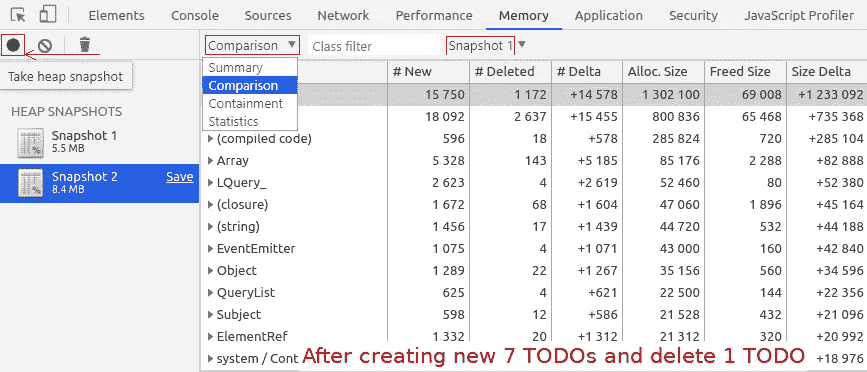 Elements Console Sources Network Performance Memory Application Security JavaScript Profiler
Comparison ▼ Class filter Snapshot 1 ▼
Take heap snapshot
HEAP SNAPSHOTS
Snapshot 1
5.5 MB
Snapshot 2 Save
8.4 MB
Summary
Comparison
Containment
Statistics
# New # Deleted # Delta Alloc. Size Freed Size Size Delta
15 750 1 172 +14 578 1 302 100 69 008 +1 233 092
18 092 2 637 +15 455 800 836 65 468 +735 368
(compiled code) 596 18 +578 285 824 720 +285 104
Array 5 328 143 +5 185 85 176 2 288 +82 888
LQuery_ 2 623 4 +2 619 52 460 80 +52 380
(closure) 1 672 68 +1 604 47 060 1 896 +45 164
(string) 1 456 17 +1 439 44 720 532 +44 188
EventEmitter 1 075 4 +1 071 43 000 160 +42 840
Object 1 289 22 +1 267 35 156 560 +34 596
QueryList 625 4 +621 22 500 144 +22 356
Subject 598 12 +586 21 528 432 +21 096
ElementRef 1 332 20 +1 312 21 312 320 +20 992
system / Cont +18 976
After creating new 7 TODOs and delete 1 TODO